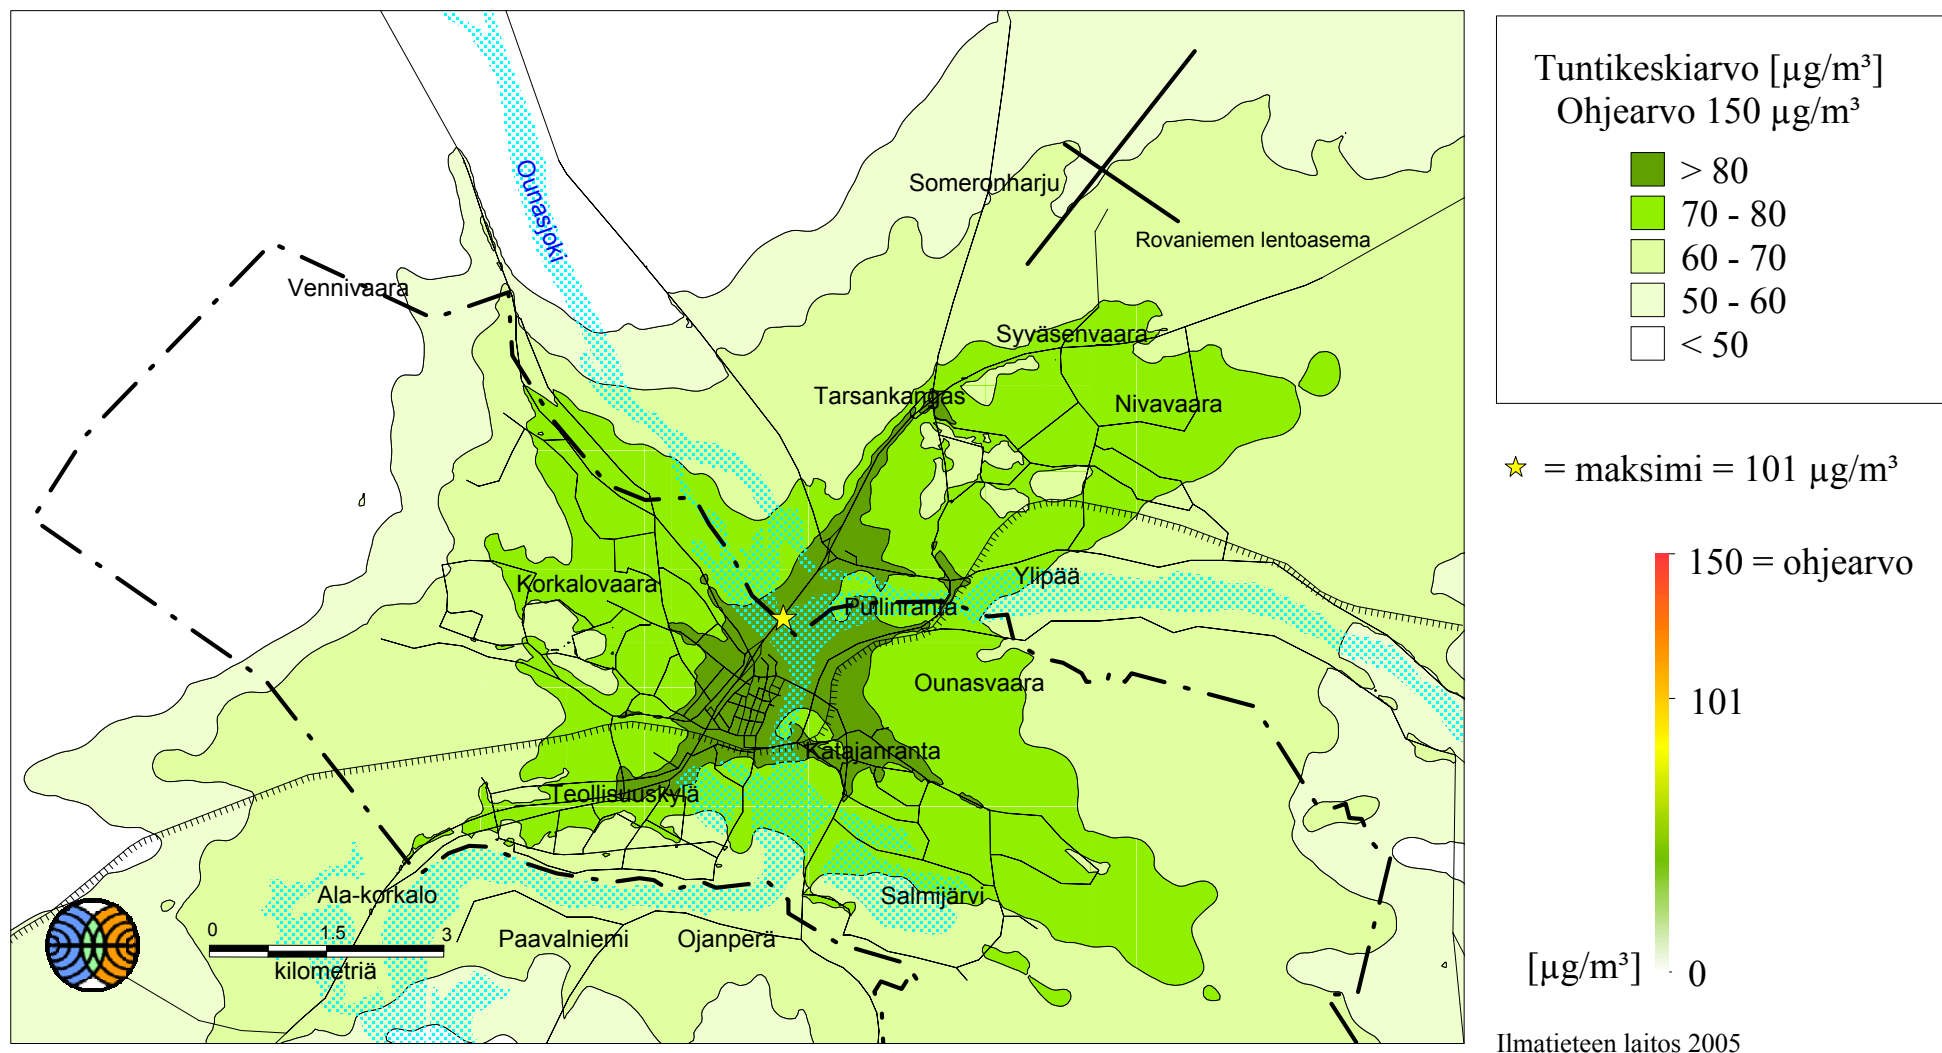 Ounasjoki
Someronharju
Rovaniemen lentoasema
Vennivaara
Syväsenvaara
Tarsankangas
Nivavaara
Korkalovaara
Ylipää
Pullinranta
Ounasvaara
Katajanranta
Teollisuuskylä
Ala-korkalo
Salmijärvi
Paavalniemi
Ojanperä
0 1.5 3
kilometriä
Tuntikeskiarvo [µg/m³]
Ohjearvo 150 µg/m³
> 80
70 - 80
60 - 70
50 - 60
< 50
= maksimi = 101 µg/m³
150 = ohjearvo
101
[µg/m³] 0
Ilmatieteen laitos 2005